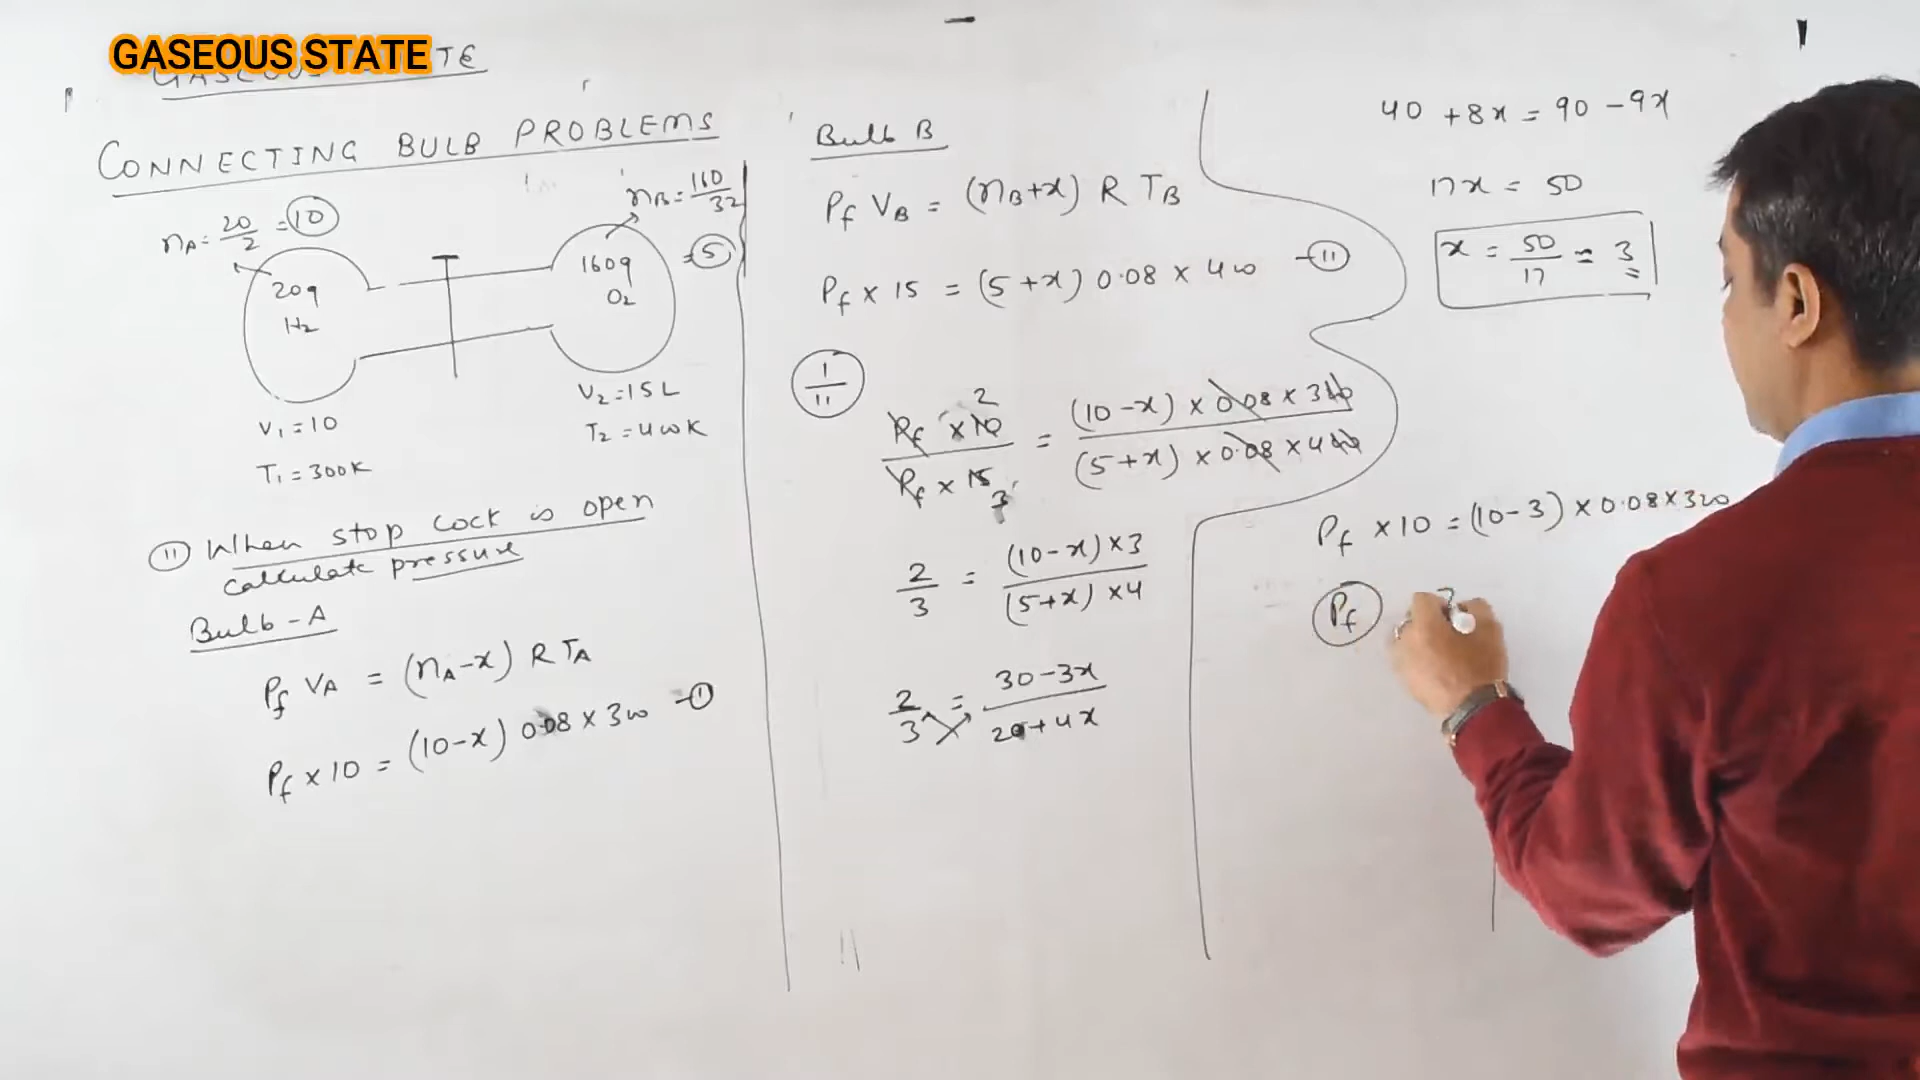 GASEOUS STATE
CONNECTING BULB PROBLEMS
nA = 20/2 = 10
nB = 160/32
= 5
20g
H2
160g
O2
V1 = 10
T1 = 300K
V2 = 15L
T2 = 400K
(II) When stop cock is open
calculate pressure
Bulb-A
Pf VA = (nA-x) R TA
Pf x 10 = (10-x) 0.08 x 300 -(I)
Bulb B
Pf VB = (nB+x) R TB
Pf x 15 = (5+x) 0.08 x 400 -(II)
I/II
Pf x 10 2 / Pf x 15 3 = (10-x) x 0.08 x 300 / (5+x) x 0.08 x 400
2/3 = (10-x) x 3 / (5+x) x 4
2/3 = 30-3x / 20+4x
40 + 8x = 90 - 9x
17x = 50
x = 50/17 = 3
Pf x 10 = (10-3) x 0.08 x 300
Pf